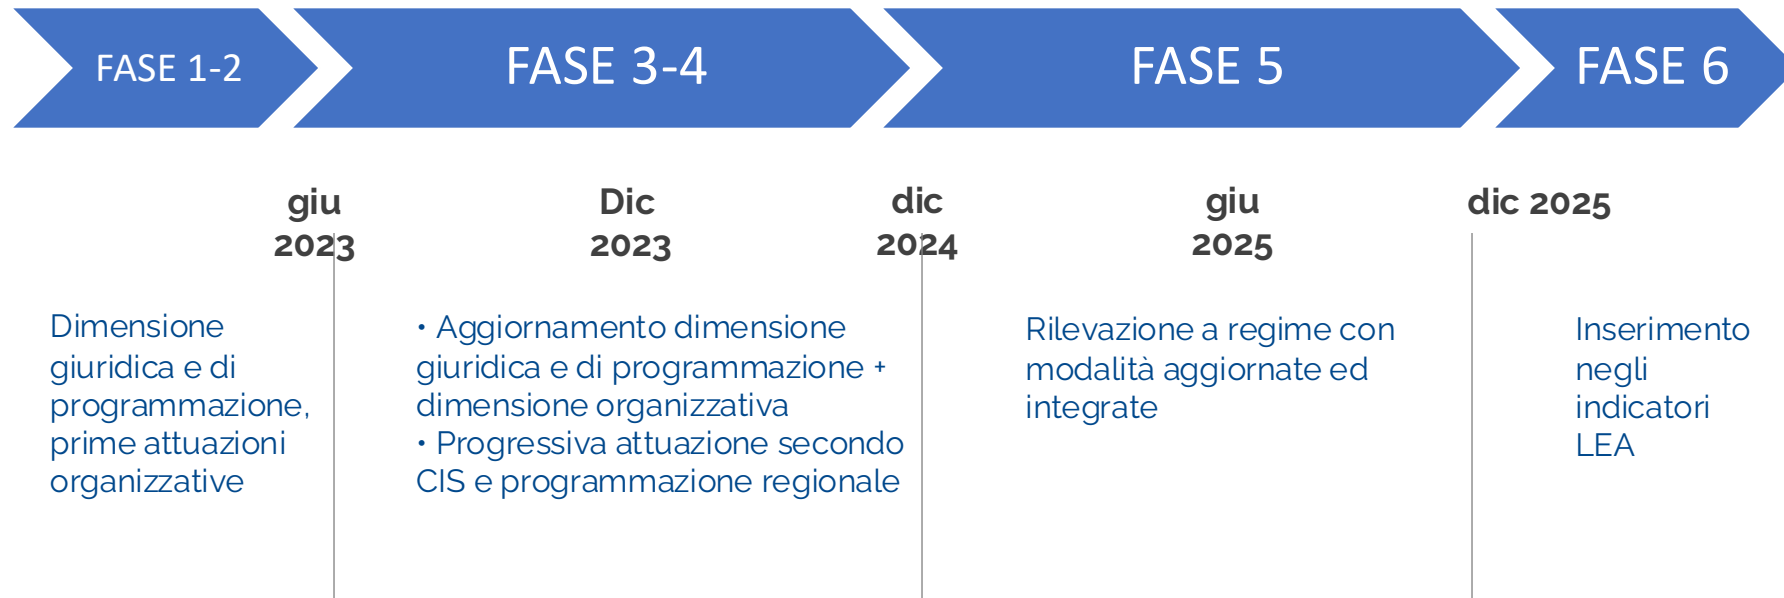 FASE 1-2
FASE 3-4
FASE 5
FASE 6
giu
2023
Dic
2023
dic
2024
giu
2025
dic 2025
Dimensione
giuridica e di
programmazione,
prime attuazioni
organizzative
• Aggiornamento dimensione
giuridica e di programmazione +
dimensione organizzativa
• Progressiva attuazione secondo
CIS e programmazione regionale
Rilevazione a regime con
modalità aggiornate ed
integrate
Inserimento
negli
indicatori
LEA